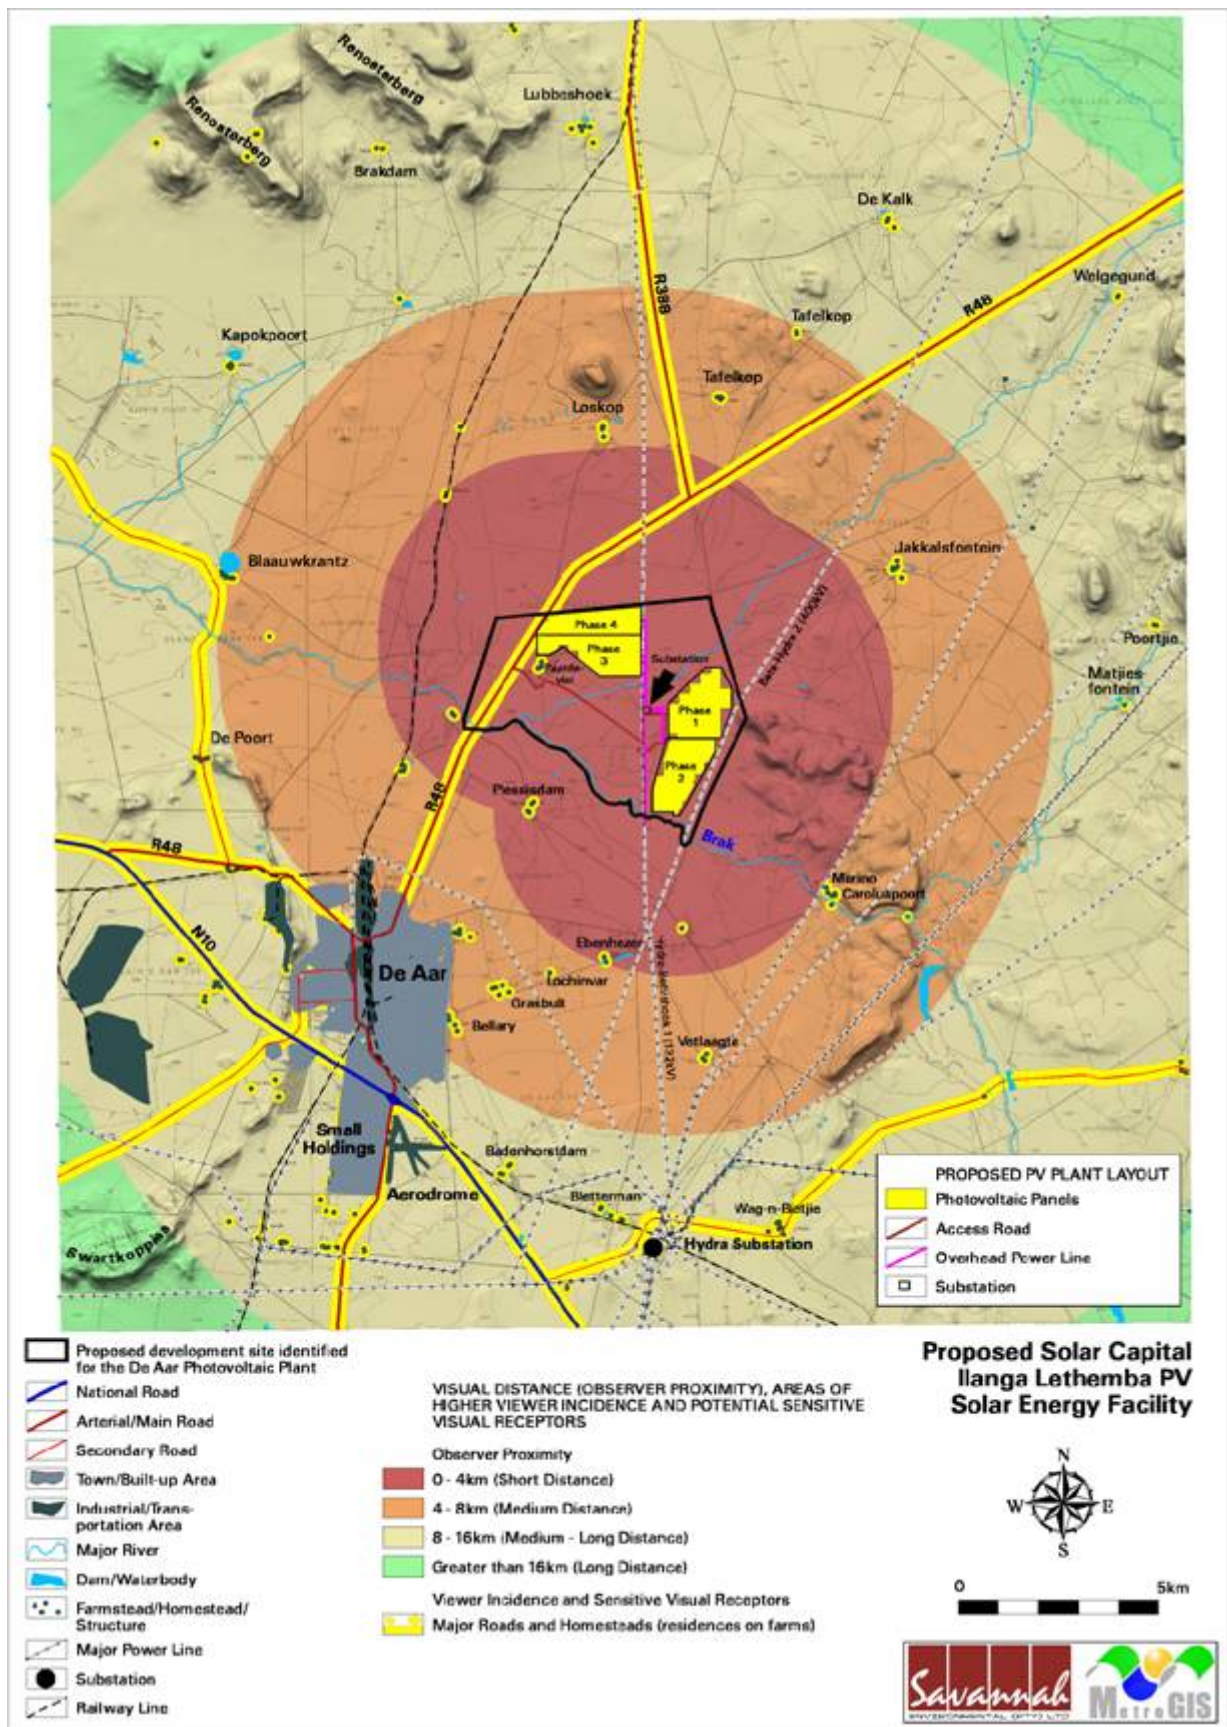 Renosterberg
Renosterberg
Lubbeshoek
Brakdam
De Kalk
Welgegund
R388
R48
Tafelkop
Kapokpoort
Tafelkop
Loskop
Blaauwkrantz
Jakkalsfontein
Phase 4
Phase
3
Substation
Poortjie
Matjies-
fontein
Phase
1
De Poort
Phase
2
Plessisdam
R48
Brak
R48
Merino
Caroluspoort
N10
Ebenhezer
De Aar
Lochinvar
Grasbult
Bellary
Vetlaagte
Small
Holdings
Badenhorstdam
Aerodrome
Bletterman
Wag-n-Bietjie
Swartkoppies
Hydra Substation
PROPOSED PV PLANT LAYOUT
Photovoltaic Panels
Access Road
Overhead Power Line
Substation
Proposed development site identified
for the De Aar Photovoltaic Plant
National Road
Arterial/Main Road
Secondary Road
Town/Built-up Area
Industrial/Trans-
portation Area
Major River
Dam/Waterbody
Farmstead/Homestead/
Structure
Major Power Line
Substation
Railway Line
VISUAL DISTANCE (OBSERVER PROXIMITY), AREAS OF
HIGHER VIEWER INCIDENCE AND POTENTIAL SENSITIVE
VISUAL RECEPTORS
Observer Proximity
0 - 4km (Short Distance)
4 - 8km (Medium Distance)
8 - 16km (Medium - Long Distance)
Greater than 16km (Long Distance)
Viewer Incidence and Sensitive Visual Receptors
Major Roads and Homesteads (residences on farms)
Proposed Solar Capital
Ilanga Lethemba PV
Solar Energy Facility
N
W
E
S
0
5km
Savannah
ENVIRONMENTAL (PTY) LTD
MetroGIS